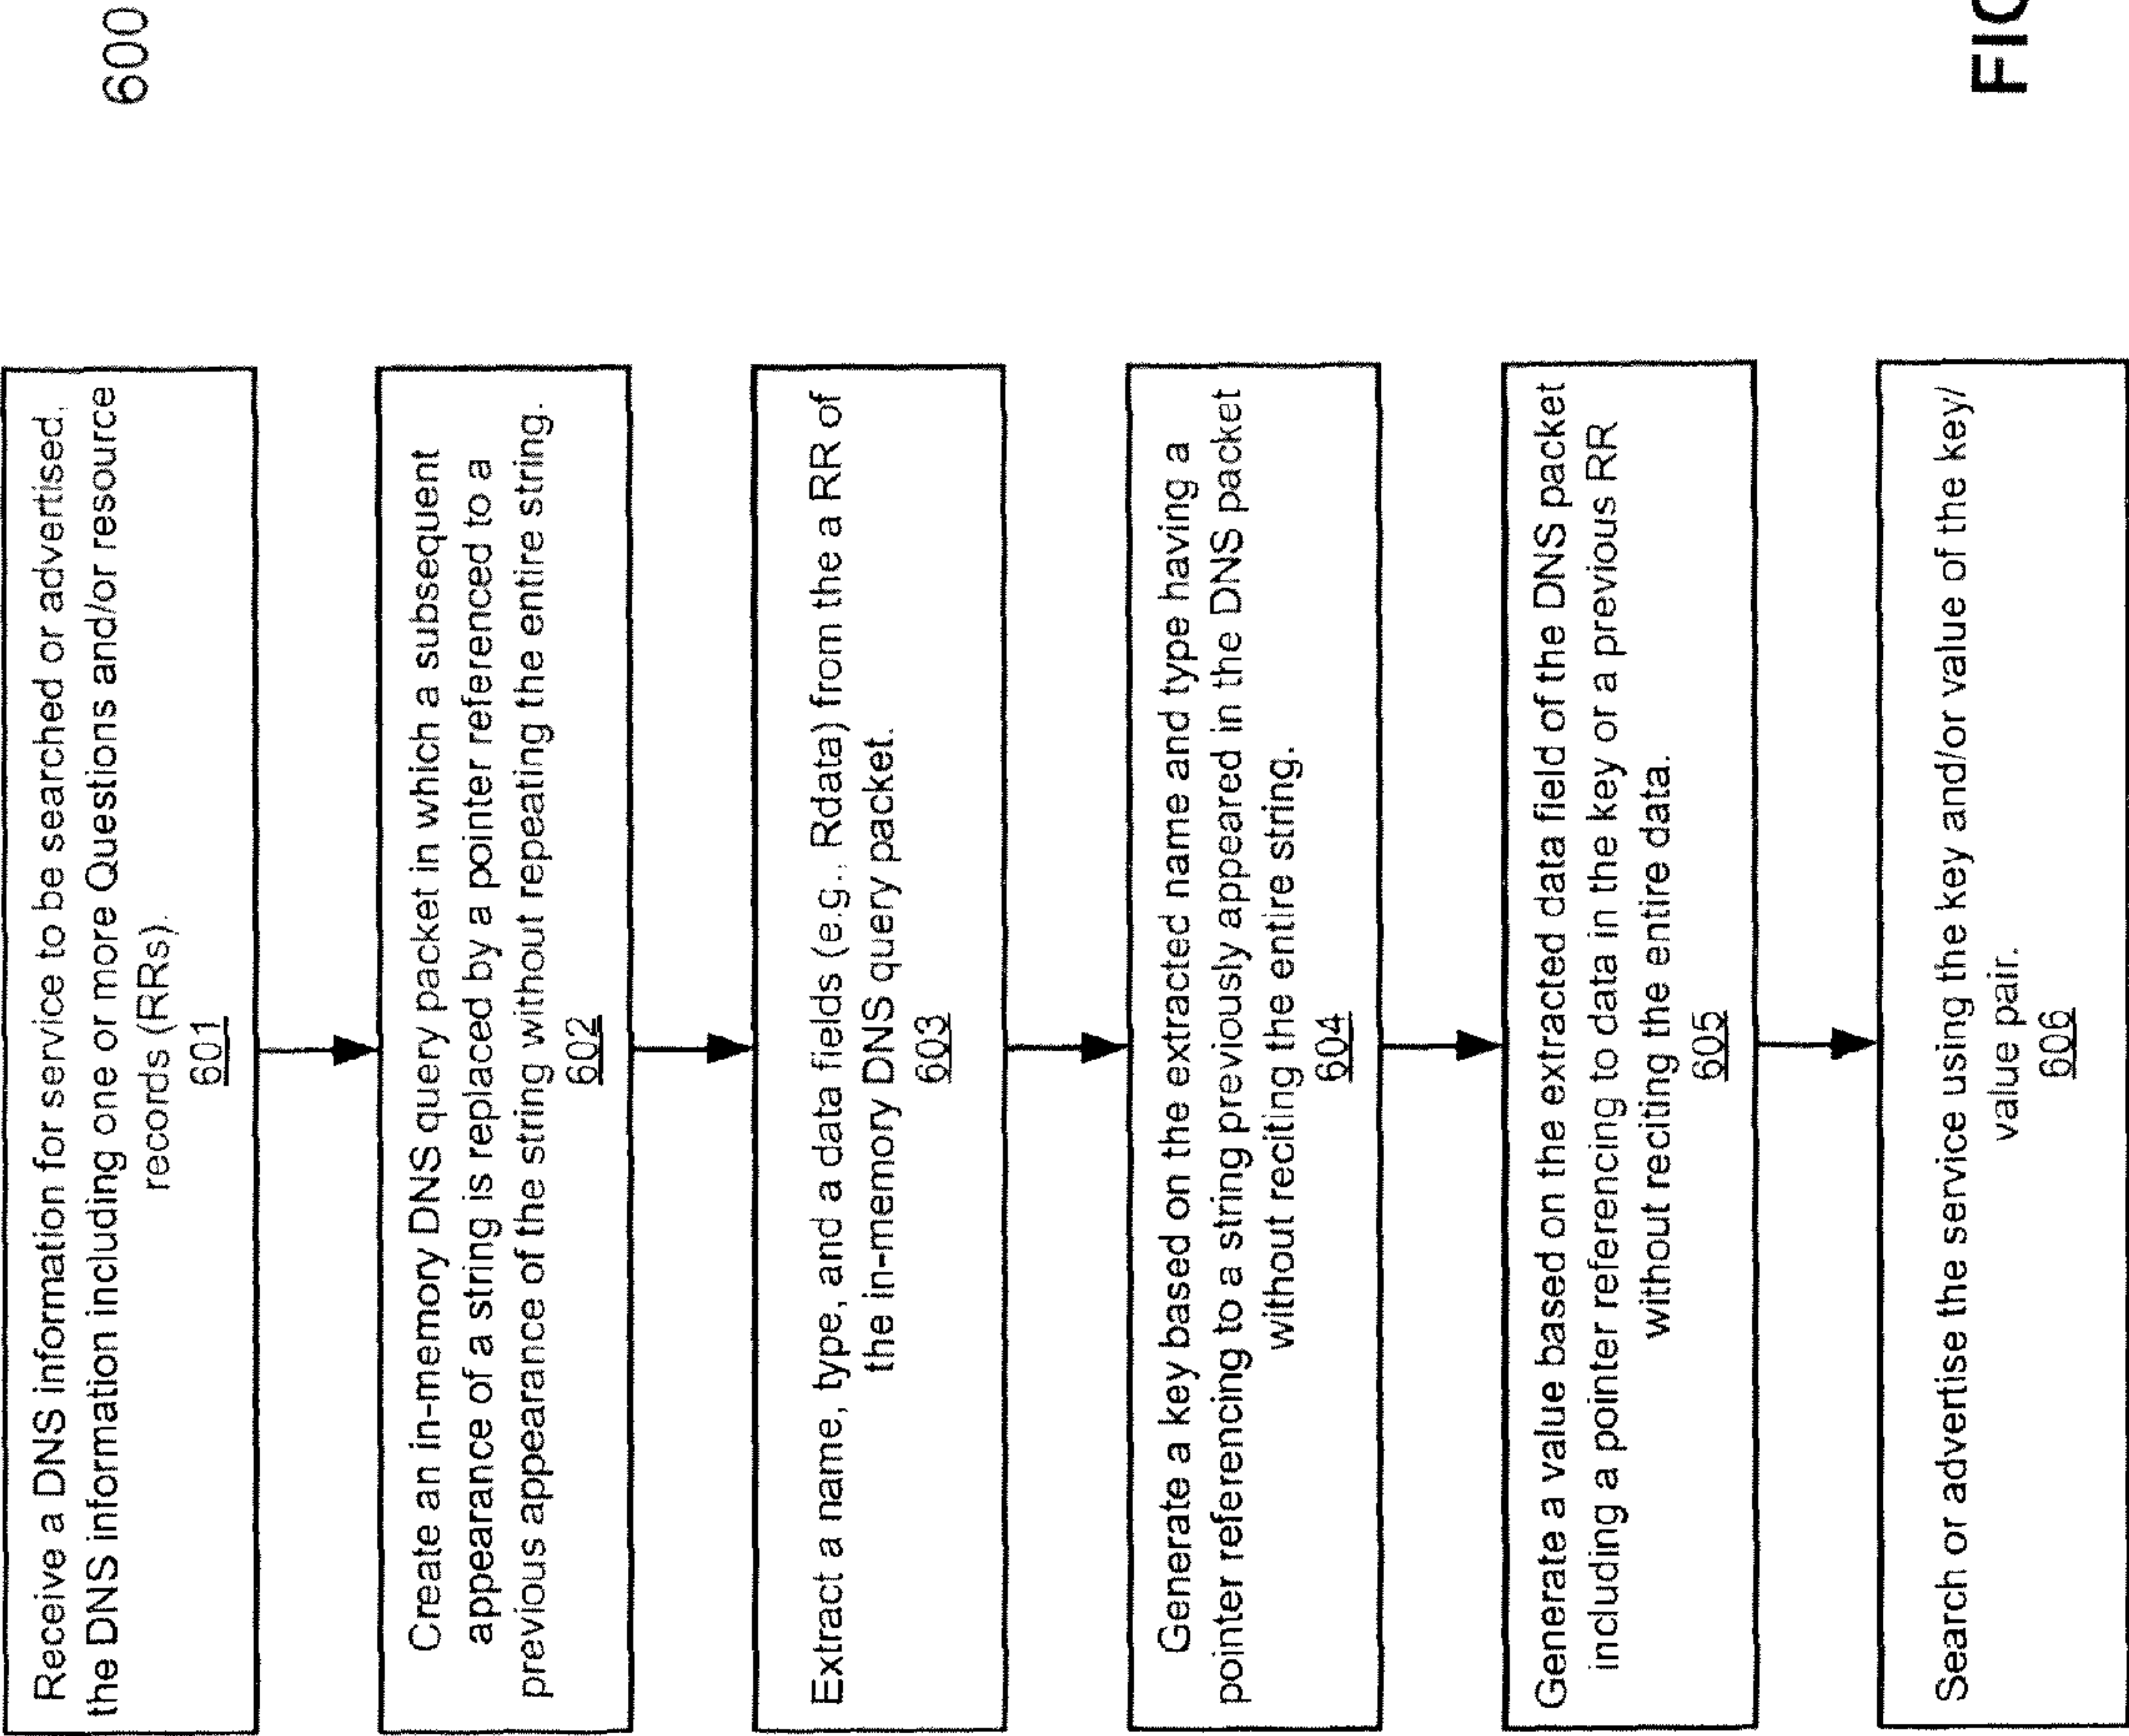 600
Receive a DNS information for service to be searched or advertised,
the DNS information including one or more Questions and/or resource
records (RRs).
601
Create an in-memory DNS query packet in which a subsequent
appearance of a string is replaced by a pointer referenced to a
previous appearance of the string without repeating the entire string.
602
Extract a name, type, and a data fields (e.g., Rdata) from the a RR of
the in-memory DNS query packet.
603
Generate a key based on the extracted name and type having a
pointer referencing to a string previously appeared in the DNS packet
without reciting the entire string.
604
Generate a value based on the extracted data field of the DNS packet
including a pointer referencing to data in the key or a previous RR
without reciting the entire data.
605
Search or advertise the service using the key and/or value of the key/
value pair.
606